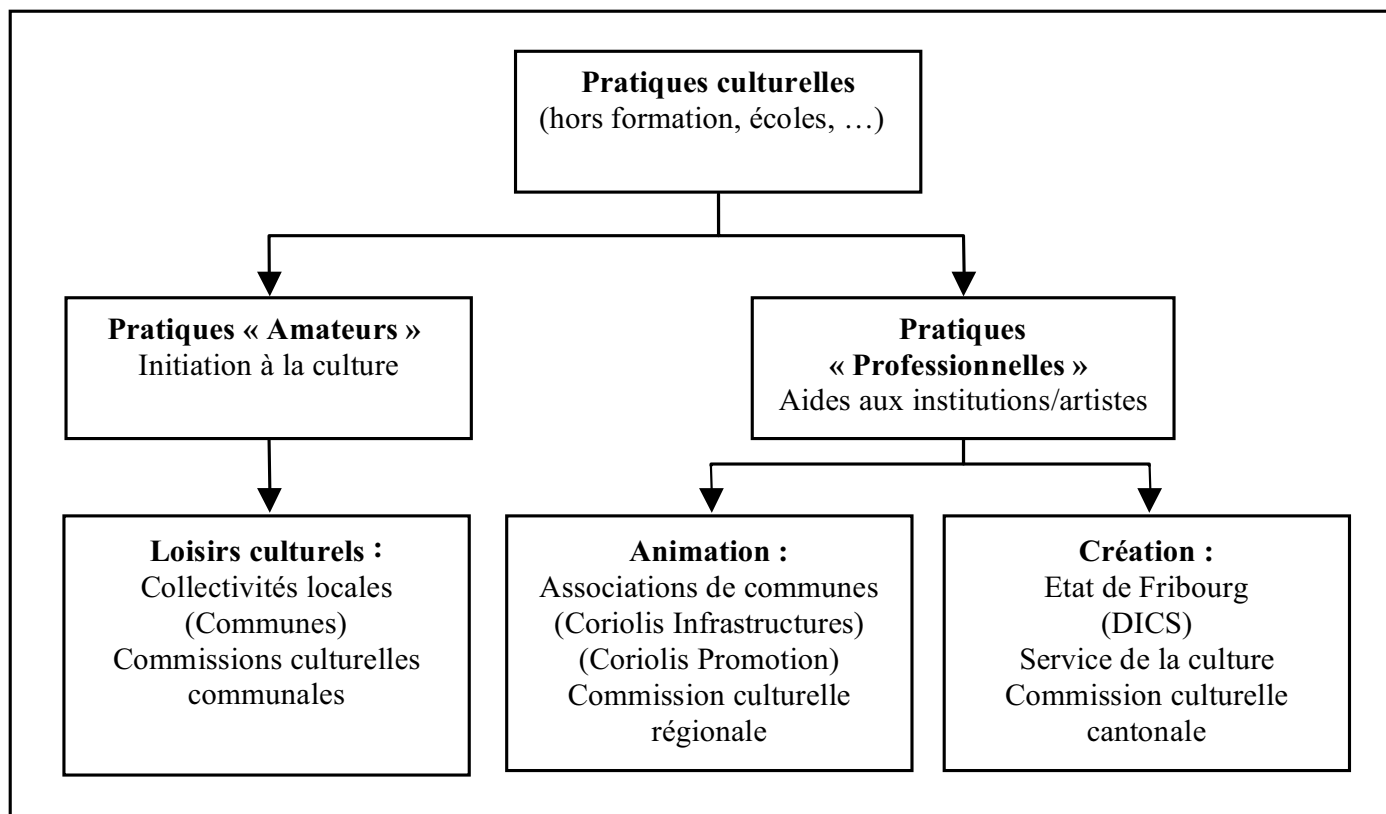 Pratiques culturelles
(hors formation, écoles, …)
Pratiques « Amateurs »
Initiation à la culture
Pratiques
« Professionnelles »
Aides aux institutions/artistes
Loisirs culturels :
Collectivités locales
(Communes)
Commissions culturelles
communales
Animation :
Associations de communes
(Coriolis Infrastructures)
(Coriolis Promotion)
Commission culturelle
régionale
Création :
Etat de Fribourg
(DICS)
Service de la culture
Commission culturelle
cantonale